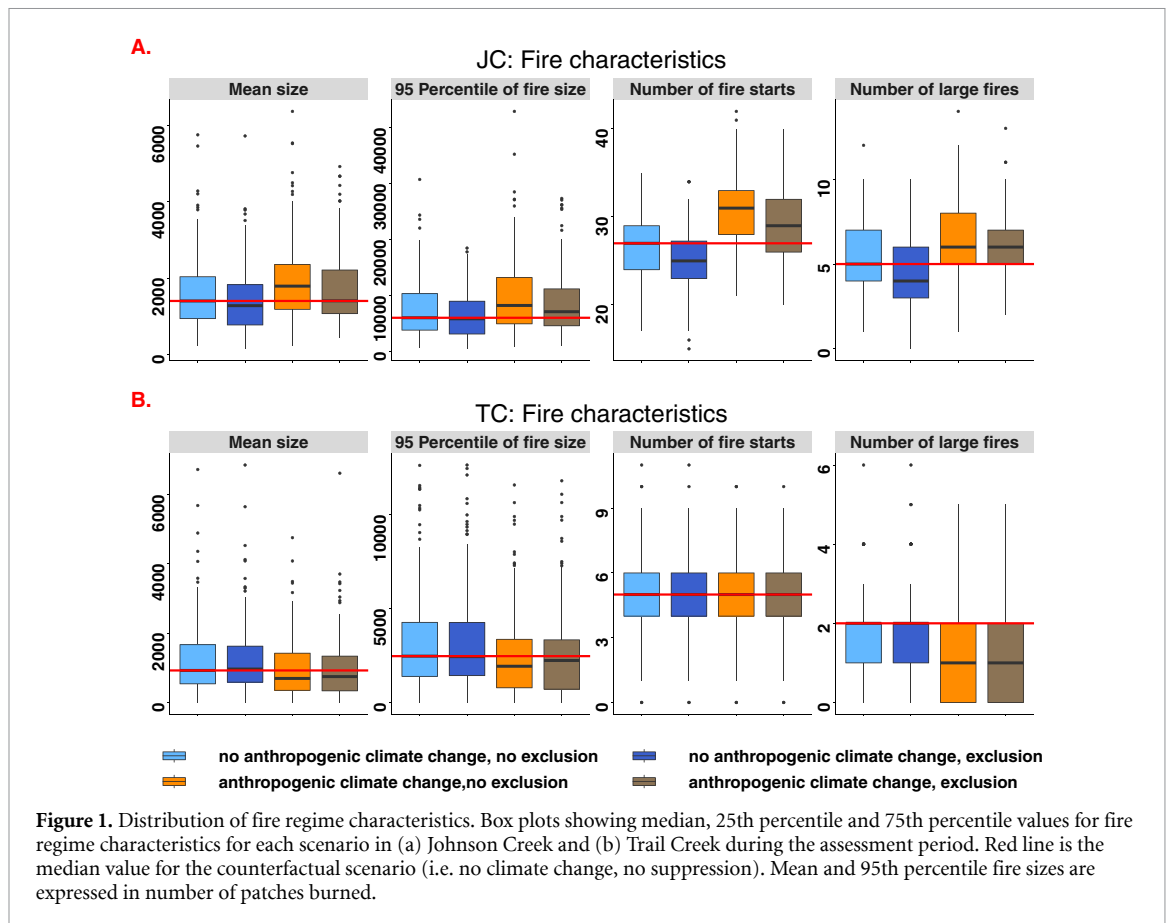 A.
JC: Fire characteristics
Mean size
95 Percentile of fire size
Number of fire starts
Number of large fires
0 2000 4000 6000
0 10000 20000 30000 40000
20 30 40
0 5 10
B.
TC: Fire characteristics
Mean size
95 Percentile of fire size
Number of fire starts
Number of large fires
0 2000 4000 6000
0 5000 10000
0 3 6 9
0 2 4 6
no anthropogenic climate change, no exclusion
no anthropogenic climate change, exclusion
anthropogenic climate change,no exclusion
anthropogenic climate change, exclusion
Figure 1. Distribution of fire regime characteristics. Box plots showing median, 25th percentile and 75th percentile values for fire
regime characteristics for each scenario in (a) Johnson Creek and (b) Trail Creek during the assessment period. Red line is the
median value for the counterfactual scenario (i.e. no climate change, no suppression). Mean and 95th percentile fire sizes are
expressed in number of patches burned.